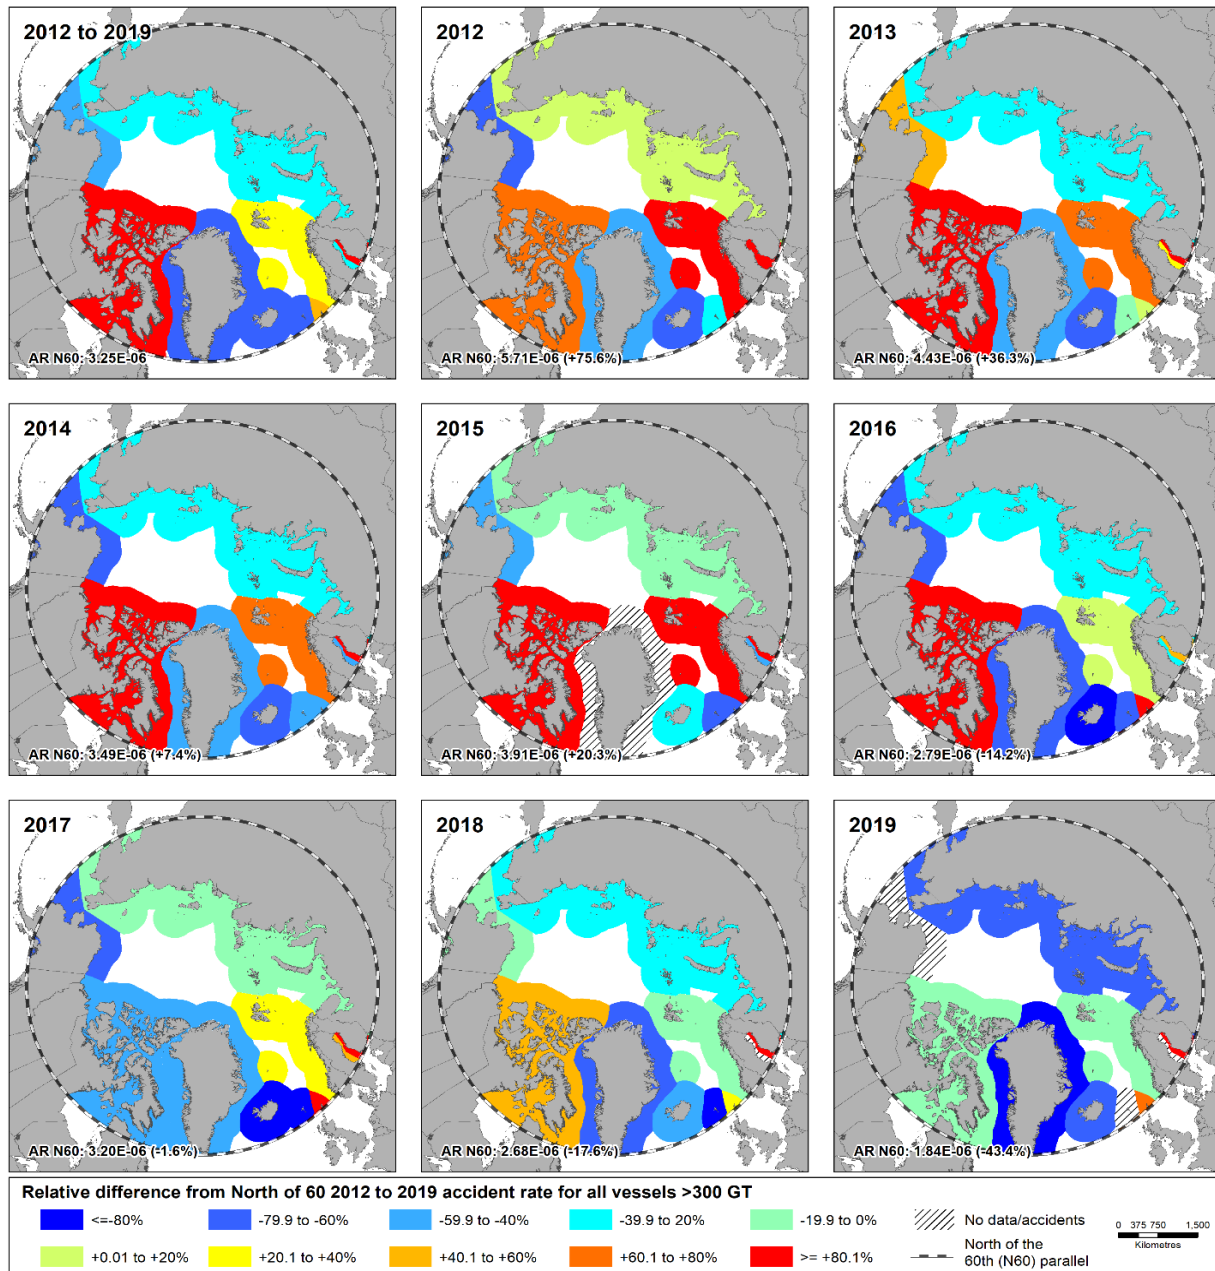 2012 to 2019
AR N60: 3.25E-06
2012
AR N60: 5.71E-06 (+75.6%)
2013
AR N60: 4.43E-06 (+36.3%)
2014
AR N60: 3.49E-06 (+7.4%)
2015
AR N60: 3.91E-06 (+20.3%)
2016
AR N60: 2.79E-06 (-14.2%)
2017
AR N60: 3.20E-06 (-1.6%)
2018
AR N60: 2.68E-06 (-17.6%)
2019
AR N60: 1.84E-06 (-43.4%)
Relative difference from North of 60 2012 to 2019 accident rate for all vessels >300 GT
<=-80%
-79.9 to -60%
-59.9 to -40%
-39.9 to 20%
-19.9 to 0%
No data/accidents
+0.01 to +20%
+20.1 to +40%
+40.1 to +60%
+60.1 to +80%
>= +80.1%
North of the
60th (N60) parallel
0 375 750 1,500
Kilometres